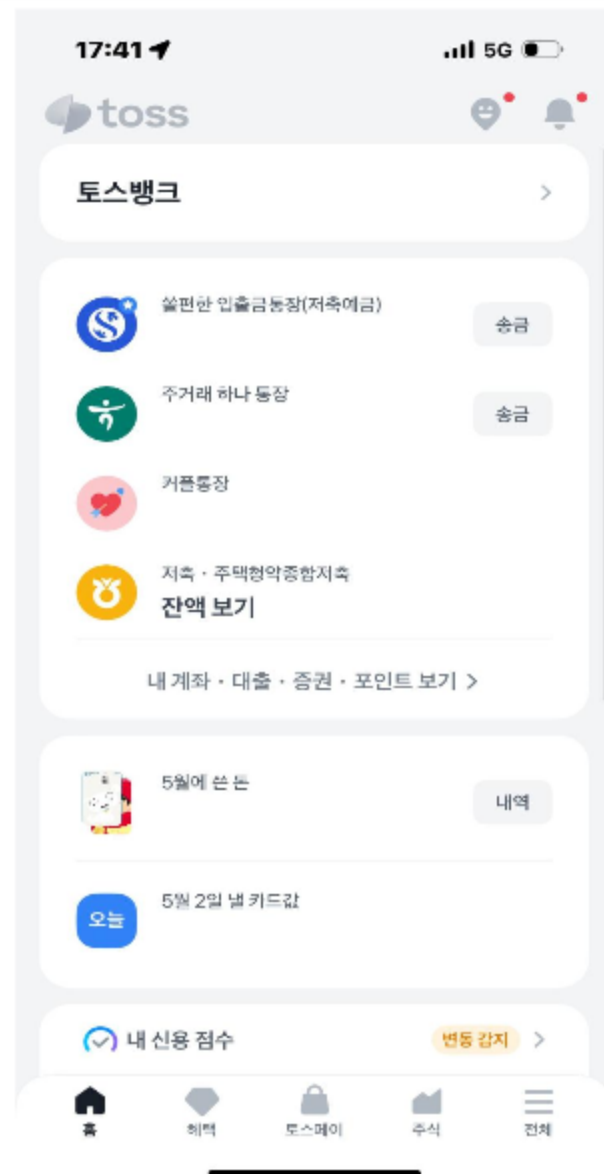 17:41
5G
toss
토스뱅크
쏠편한 입출금통장(저축예금)
송금
주거래 하나 통장
송금
커플통장
저축 · 주택청약종합저축
잔액 보기
내 계좌 · 대출 · 증권 · 포인트 보기 >
5월에 쓴 돈
내역
오늘
5월 2일 낼 카드값
내 신용 점수
변동 감지
홈
혜택
토스페이
주식
전체